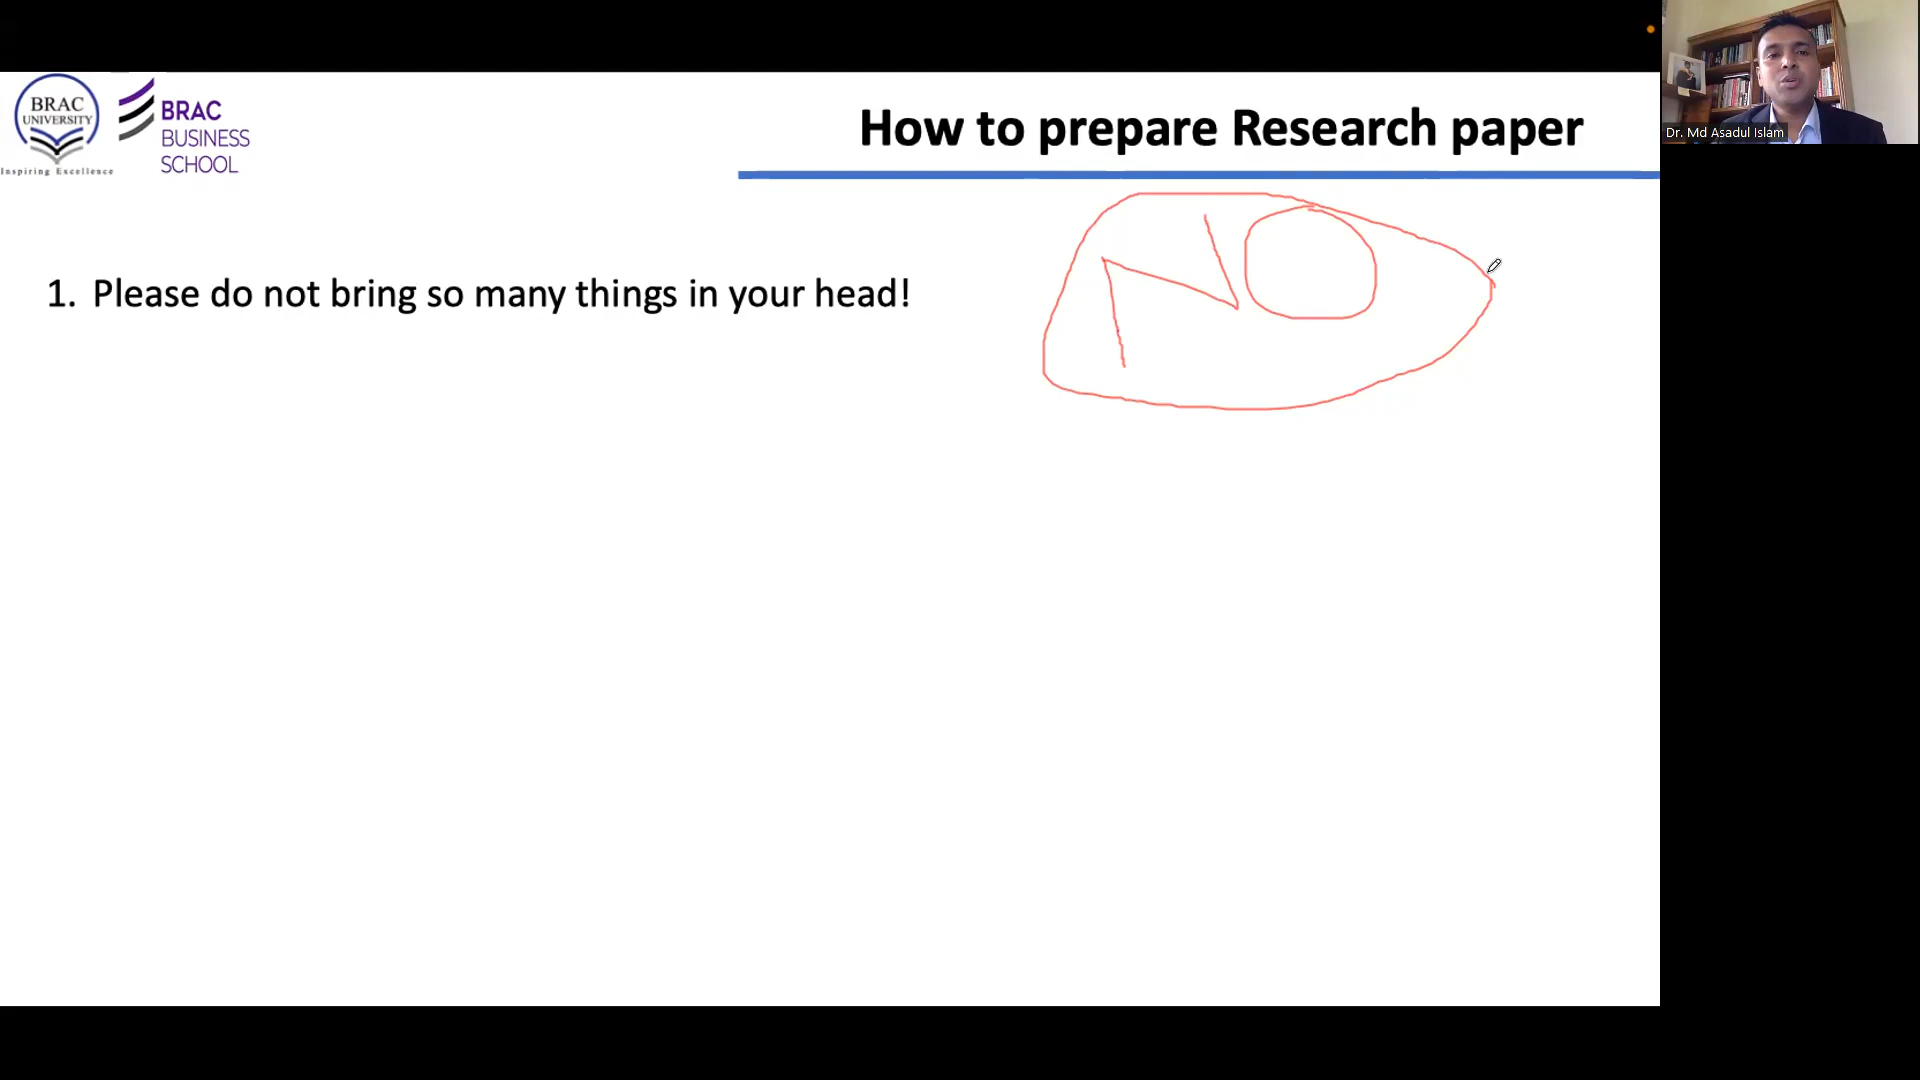 BRAC
UNIVERSITY
Inspiring Excellence
BRAC
BUSINESS
SCHOOL
How to prepare Research paper
Dr. Md Asadul Islam
NO
1. Please do not bring so many things in your head!